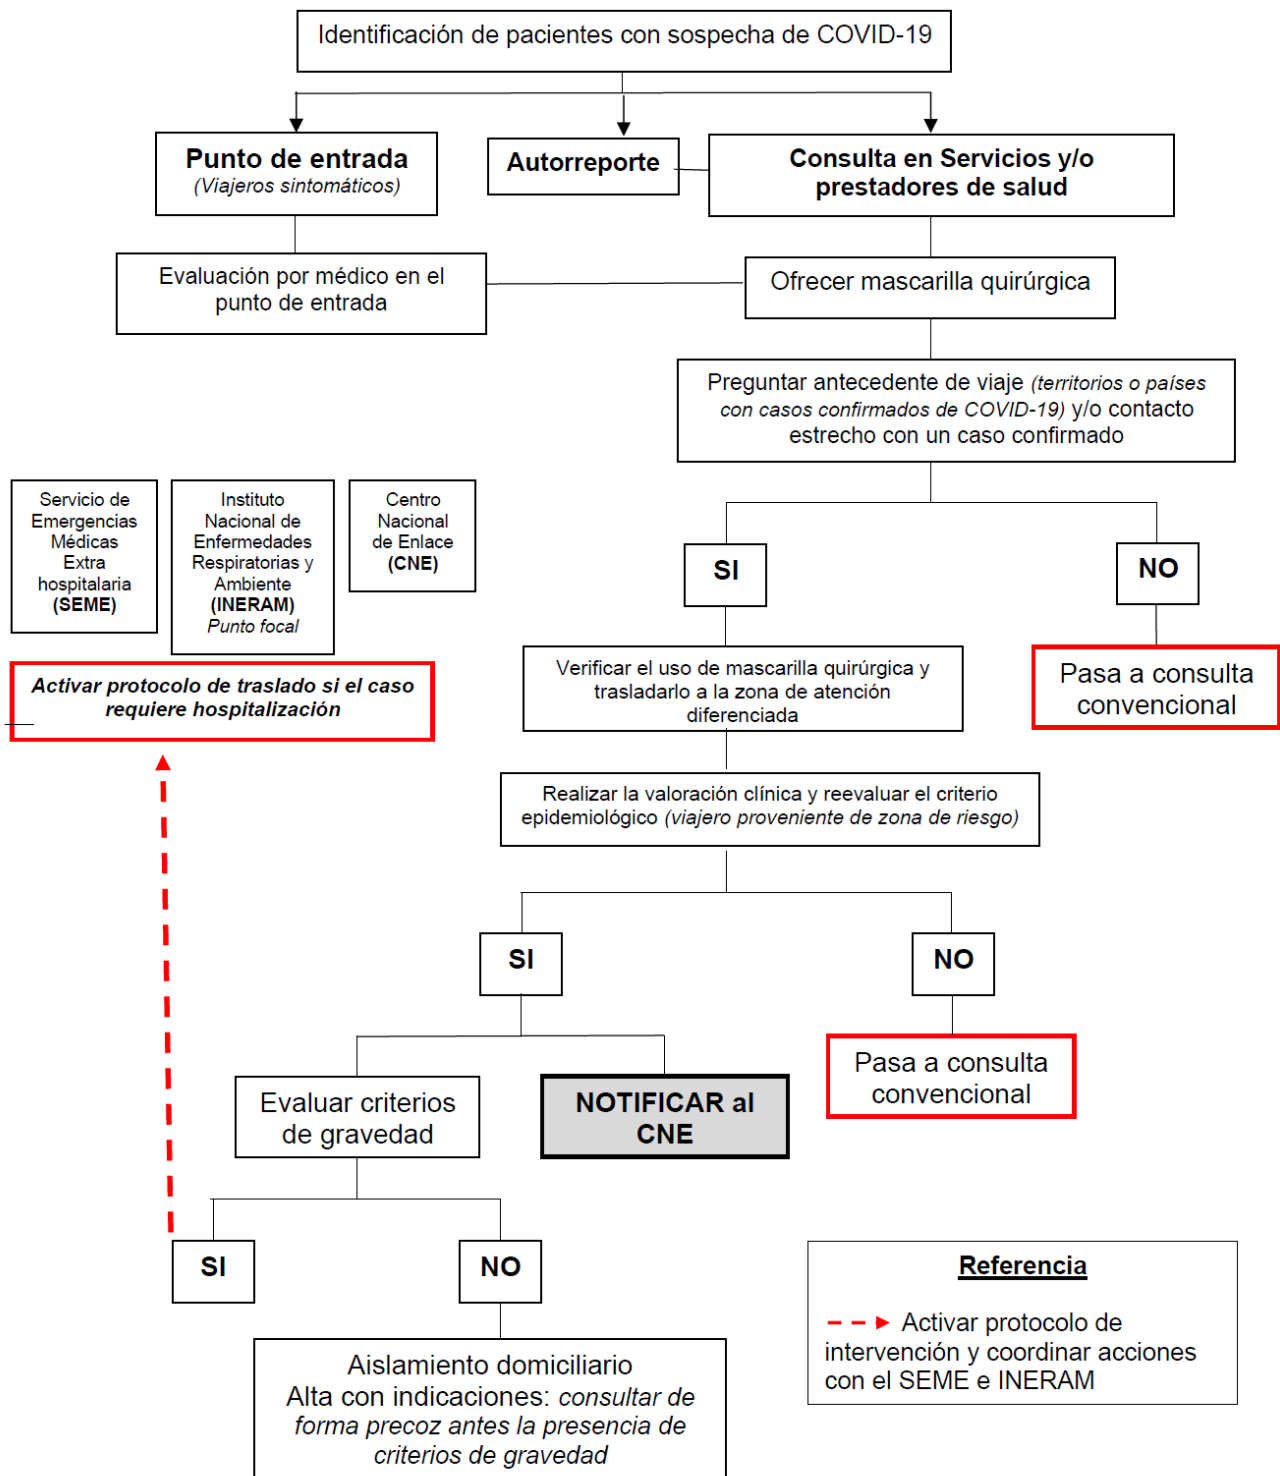 Identificación de pacientes con sospecha de COVID-19
Punto de entrada
(Viajeros sintomáticos)
Autorreporte
Consulta en Servicios y/o
prestadores de salud
Evaluación por médico en el
punto de entrada
Ofrecer mascarilla quirúrgica
Preguntar antecedente de viaje (territorios o países
con casos confirmados de COVID-19) y/o contacto
estrecho con un caso confirmado
Servicio de
Emergencias
Médicas
Extra
hospitalaria
(SEME)
Instituto
Nacional de
Enfermedades
Respiratorias y
Ambiente
(INERAM)
Punto focal
Centro
Nacional
de Enlace
(CNE)
SI
NO
Activar protocolo de traslado si el caso
requiere hospitalización
Verificar el uso de mascarilla quirúrgica y
trasladarlo a la zona de atención
diferenciada
Pasa a consulta
convencional
Realizar la valoración clínica y reevaluar el criterio
epidemiológico (viajero proveniente de zona de riesgo)
SI
NO
Evaluar criterios
de gravedad
NOTIFICAR al
CNE
Pasa a consulta
convencional
SI
NO
Aislamiento domiciliario
Alta con indicaciones: consultar de
forma precoz antes la presencia de
criterios de gravedad
Referencia
Activar protocolo de
intervención y coordinar acciones
con el SEME e INERAM